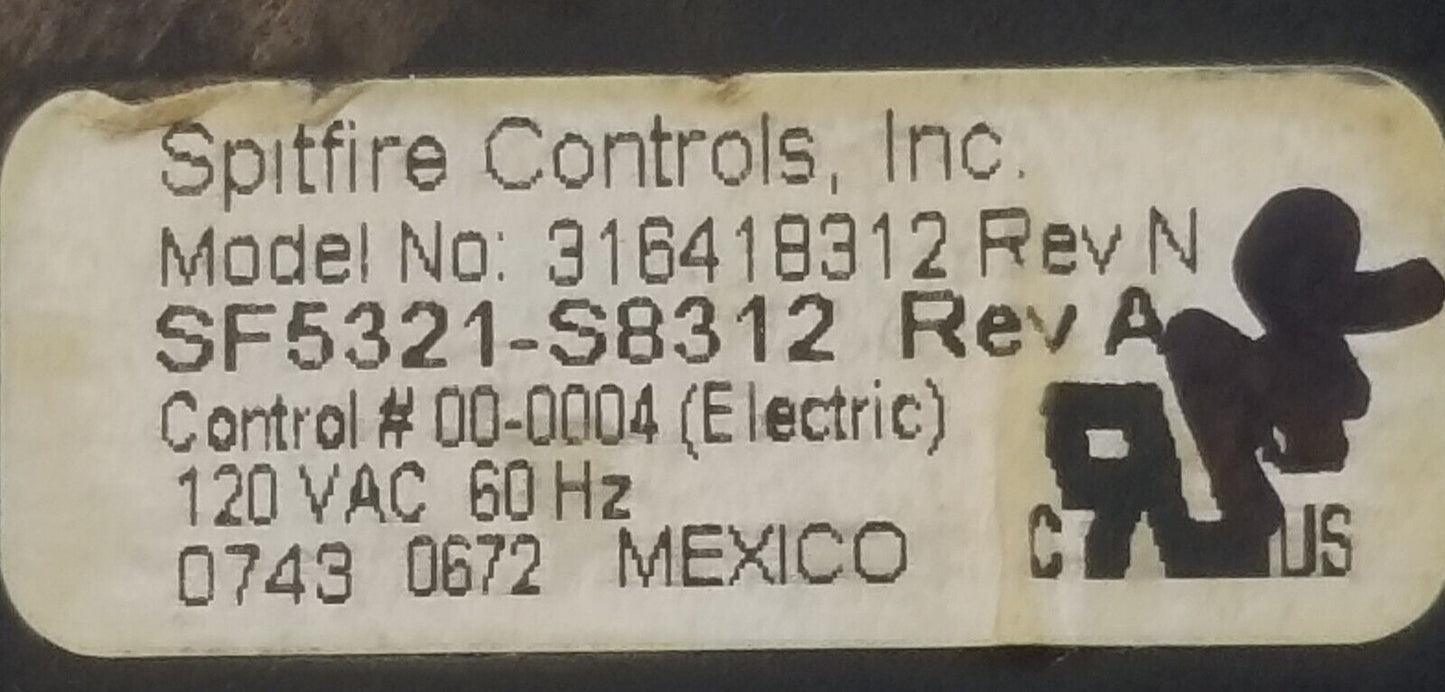 Spitfire Controls, Inc.
Model No: 316418312 Rev N
SF5321-S8312 Rev A
Control # 00-0004 (Electric)
120 VAC 60 Hz
0743 0672 MEXICO
C US